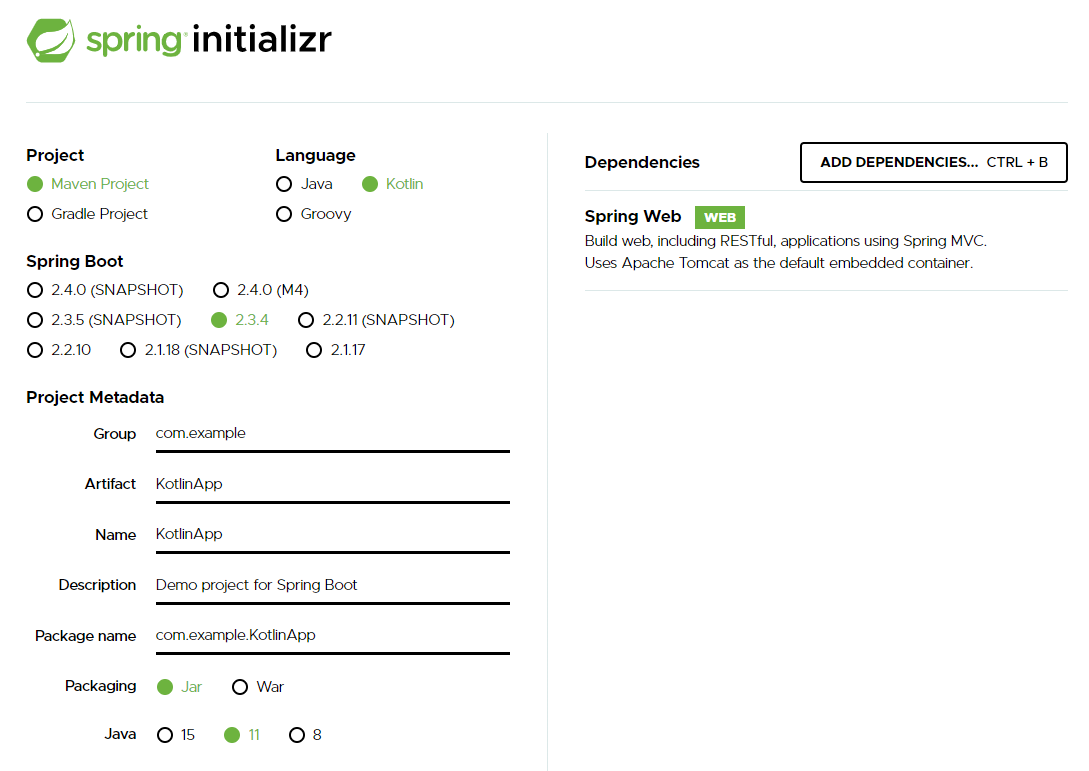 spring initializr
Project
Maven Project
Gradle Project
Language
Java Kotlin
Groovy
Spring Boot
2.4.0 (SNAPSHOT) 2.4.0 (M4)
2.3.5 (SNAPSHOT) 2.3.4 2.2.11 (SNAPSHOT)
2.2.10 2.1.18 (SNAPSHOT) 2.1.17
Project Metadata
Group com.example
Artifact KotlinApp
Name KotlinApp
Description Demo project for Spring Boot
Package name com.example.KotlinApp
Packaging Jar War
Java 15 11 8
Dependencies ADD DEPENDENCIES... CTRL + B
Spring Web WEB
Build web, including RESTful, applications using Spring MVC.
Uses Apache Tomcat as the default embedded container.